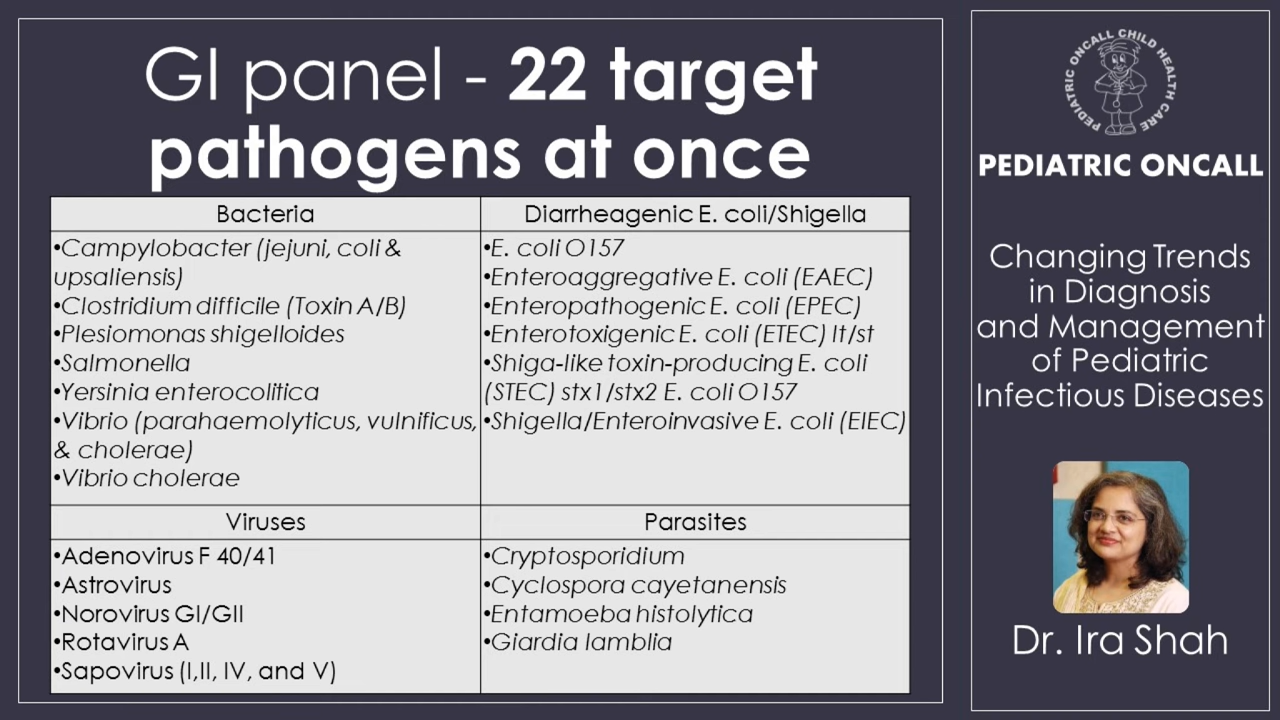 GI panel - 22 target
pathogens at once
Bacteria
•Campylobacter (jejuni, coli &
upsaliensis)
•Clostridium difficile (Toxin A/B)
•Plesiomonas shigelloides
•Salmonella
•Yersinia enterocolitica
•Vibrio (parahaemolyticus, vulnificus,
& cholerae)
•Vibrio cholerae
Diarrheagenic E. coli/Shigella
•E. coli O157
•Enteroaggregative E. coli (EAEC)
•Enteropathogenic E. coli (EPEC)
•Enterotoxigenic E. coli (ETEC) lt/st
•Shiga-like toxin-producing E. coli
(STEC) stx1/stx2 E. coli O157
•Shigella/Enteroinvasive E. coli (EIEC)
Viruses
•Adenovirus F 40/41
•Astrovirus
•Norovirus GI/GII
•Rotavirus A
•Sapovirus (I,II, IV, and V)
Parasites
•Cryptosporidium
•Cyclospora cayetanensis
•Entamoeba histolytica
•Giardia lamblia
PEDIATRIC ONCALL CHILD HEALTH CARE
PEDIATRIC ONCALL
Changing Trends
in Diagnosis
and Management
of Pediatric
Infectious Diseases
Dr. Ira Shah